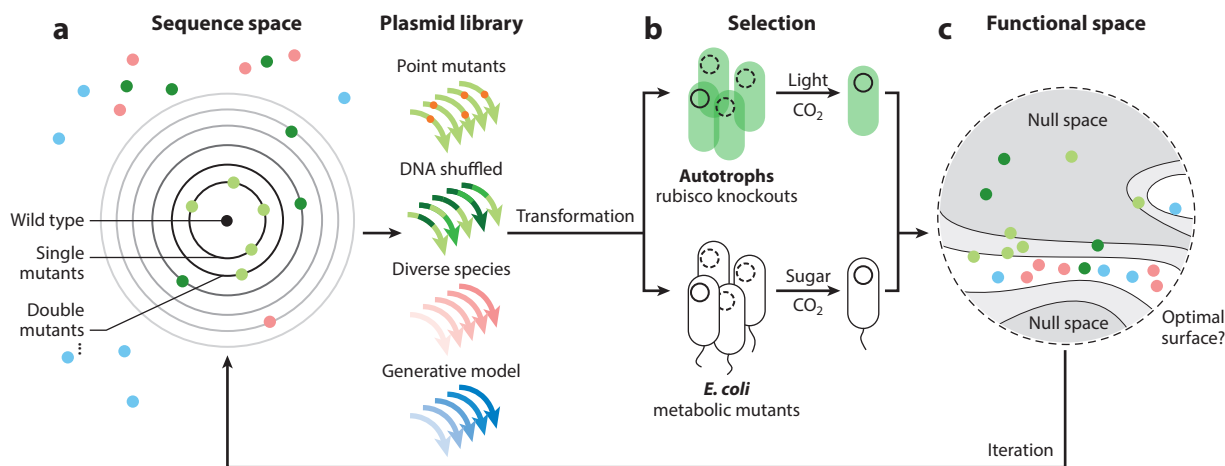 a Sequence space
Wild type
Single
mutants
Double
mutants
...
Plasmid library
Point mutants
DNA shuffled
Diverse species
Generative model
Transformation
b Selection
Light
CO2
Autotrophs
rubisco knockouts
Sugar
CO2
E. coli
metabolic mutants
c Functional space
Null space
Null space
Optimal
surface?
Iteration